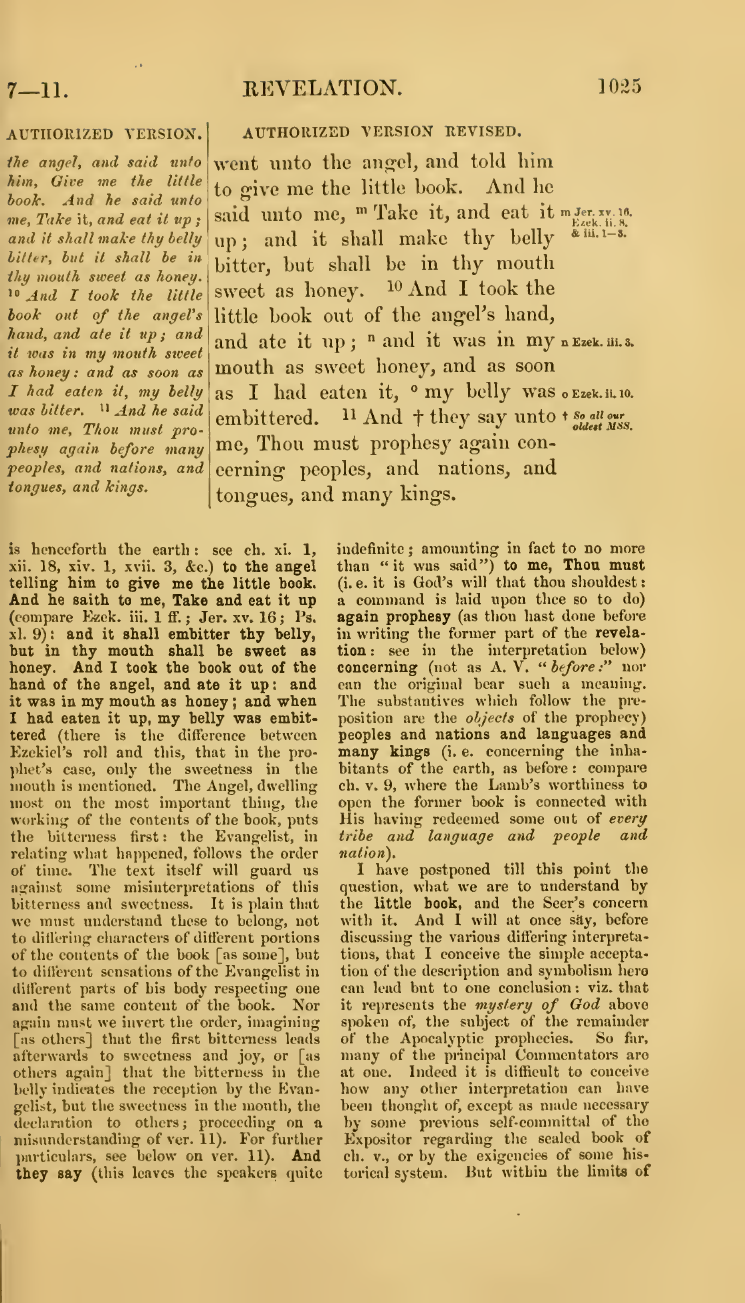 7—11.
REVELATION.
1025
AUTHORIZED VERSION.
the angel, and said unto
him, Give me the little
book. And he said unto
me, Take it, and eat it up;
and it shall make thy belly
bitter, but it shall be in
thy mouth sweet as honey.
10 And I took the little
book out of the angel's
hand, and ate it up; and
it was in my mouth sweet
as honey: and as soon as
I had eaten it, my belly
was bitter. 11 And he said
unto me, Thou must pro-
phesy again before many
peoples, and nations, and
tongues, and kings.
AUTHORIZED VERSION REVISED.
went unto the angel, and told him
to give me the little book. And he
said unto me, m Take it, and eat it
up; and it shall make thy belly
bitter, but shall be in thy mouth
sweet as honey. 10 And I took the
little book out of the angel's hand,
and ate it up; n and it was in my
mouth as sweet honey, and as soon
as I had eaten it, o my belly was
embittered. 11 And † they say unto
me, Thou must prophesy again con-
cerning peoples, and nations, and
tongues, and many kings.
m Jer. xv. 16.
Ezek. ii. 8.
& iii. 1–3.
n Ezek. iii. 3.
o Ezek. ii. 10.
† So all our
oldest MSS.
is henceforth the earth: see ch. xi. 1,
xii. 18, xiv. 1, xvii. 3, &c.) to the angel
telling him to give me the little book.
And he saith to me, Take and eat it up
(compare Ezek. iii. 1 ff.; Jer. xv. 16; Ps.
xl. 9): and it shall embitter thy belly,
but in thy mouth shall be sweet as
honey. And I took the book out of the
hand of the angel, and ate it up: and
it was in my mouth as honey; and when
I had eaten it up, my belly was embit-
tered (there is the difference between
Ezekiel's roll and this, that in the pro-
phet's case, only the sweetness in the
mouth is mentioned. The Angel, dwelling
most on the most important thing, the
working of the contents of the book, puts
the bitterness first: the Evangelist, in
relating what happened, follows the order
of time. The text itself will guard us
against some misinterpretations of this
bitterness and sweetness. It is plain that
we must understand these to belong, not
to differing characters of different portions
of the contents of the book [as some], but
to different sensations of the Evangelist in
different parts of his body respecting one
and the same content of the book. Nor
again must we invert the order, imagining
[as others] that the first bitterness leads
afterwards to sweetness and joy, or [as
others again] that the bitterness in the
belly indicates the reception by the Evan-
gelist, but the sweetness in the mouth, the
declaration to others; proceeding on a
misunderstanding of ver. 11). For further
particulars, see below on ver. 11). And
they say (this leaves the speakers quite
indefinite; amounting in fact to no more
than "it was said") to me, Thou must
(i. e. it is God's will that thou shouldest:
a command is laid upon thee so to do)
again prophesy (as thou hast done before
in writing the former part of the revela-
tion: see in the interpretation below)
concerning (not as A. V. "before:" nor
can the original bear such a meaning.
The substantives which follow the pre-
position are the objects of the prophecy)
peoples and nations and languages and
many kings (i. e. concerning the inha-
bitants of the earth, as before: compare
ch. v. 9, where the Lamb's worthiness to
open the former book is connected with
His having redeemed some out of every
tribe and language and people and
nation).
I have postponed till this point the
question, what we are to understand by
the little book, and the Seer's concern
with it. And I will at once say, before
discussing the various differing interpreta-
tions, that I conceive the simple accepta-
tion of the description and symbolism here
can lead but to one conclusion: viz. that
it represents the mystery of God above
spoken of, the subject of the remainder
of the Apocalyptic prophecies. So far,
many of the principal Commentators are
at one. Indeed it is difficult to conceive
how any other interpretation can have
been thought of, except as made necessary
by some previous self-committal of the
Expositor regarding the sealed book of
ch. v., or by the exigencies of some his-
torical system. But within the limits of